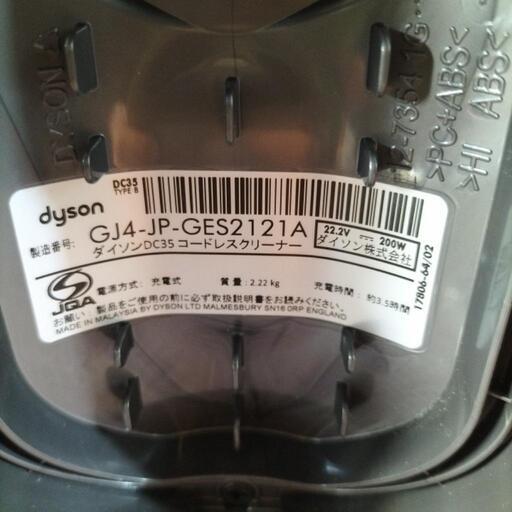 DYSON
12-7354-1G
>PC+ABS<
>HI ABS<
DC35
TYPE B
dyson
製造番号: GJ4-JP-GES2121A
22.2V ⎓ 200W
ダイソンDC35 コードレスクリーナー
ダイソン株式会社
S
JQA
電源方式: 充電式 質量: 2.22 kg 充電時間: 約3.5時間
お願い: 製品をご使用の前に必ず取扱説明書をお読みください。
MADE IN MALAYSIA BY DYSON LTD MALMESBURY SN16 0RP ENGLAND
17806-64/02